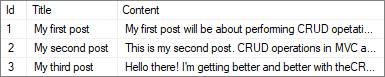 Id Title Content
1 My first post My first post will be about performing CRUD opetati...
2 My second post This is my second post. CRUD operations in MVC a...
3 My third post Hello there! I'm getting better and better with theCR...